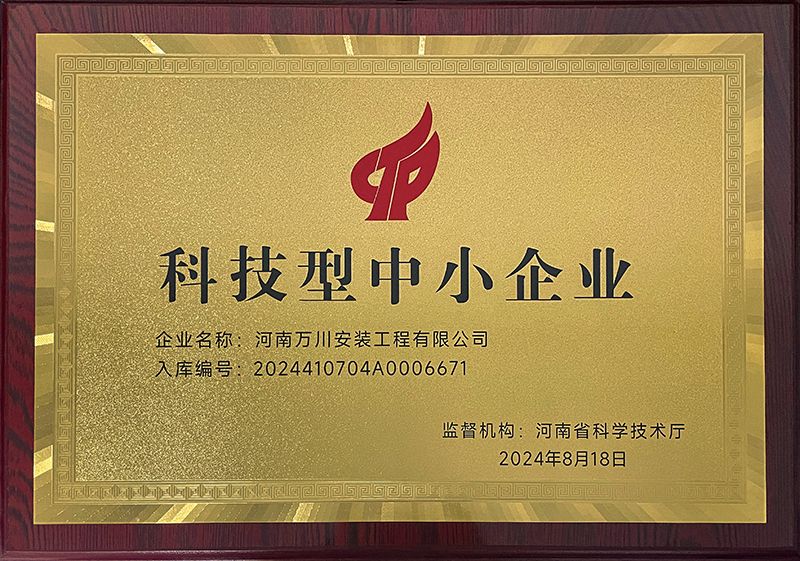 科技型中小企业
企业名称：河南万川安装工程有限公司
入库编号：2024410704A0006671
监督机构：河南省科学技术厅
2024年8月18日